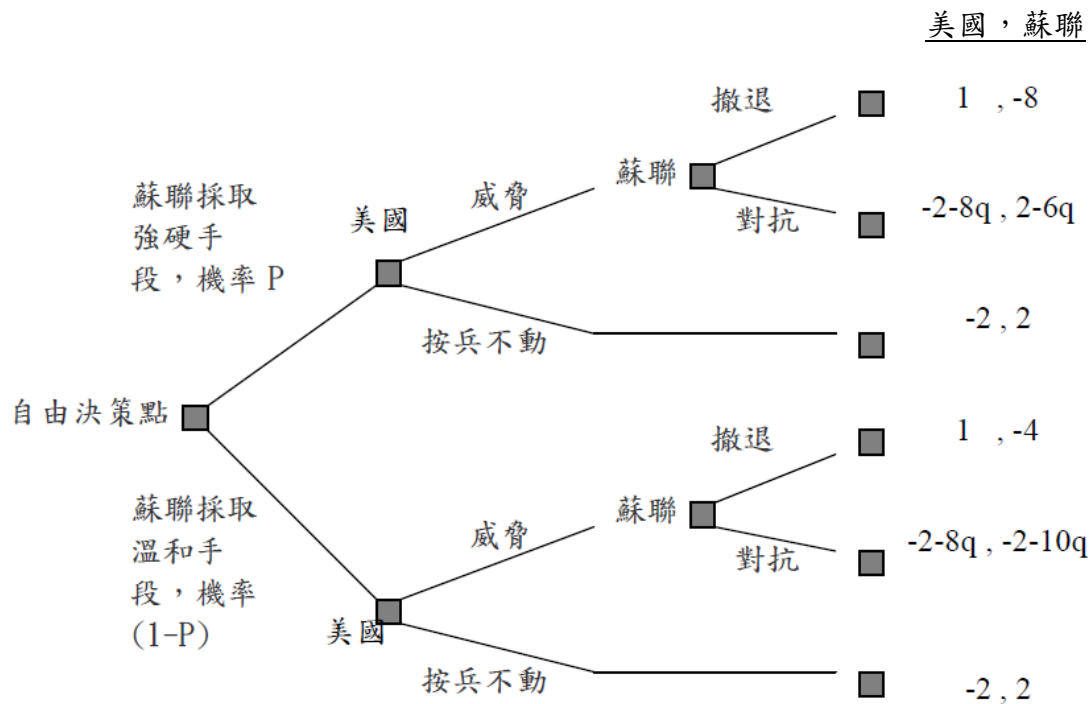 美國，蘇聯
撤退
1 , -8
蘇聯
蘇聯採取
強硬手
段，機率 P
威脅
美國
對抗
-2-8q , 2-6q
按兵不動
-2 , 2
自由決策點
撤退
1 , -4
蘇聯
蘇聯採取
溫和手
段，機率
(1-P)
威脅
美國
對抗
-2-8q , -2-10q
按兵不動
-2 , 2